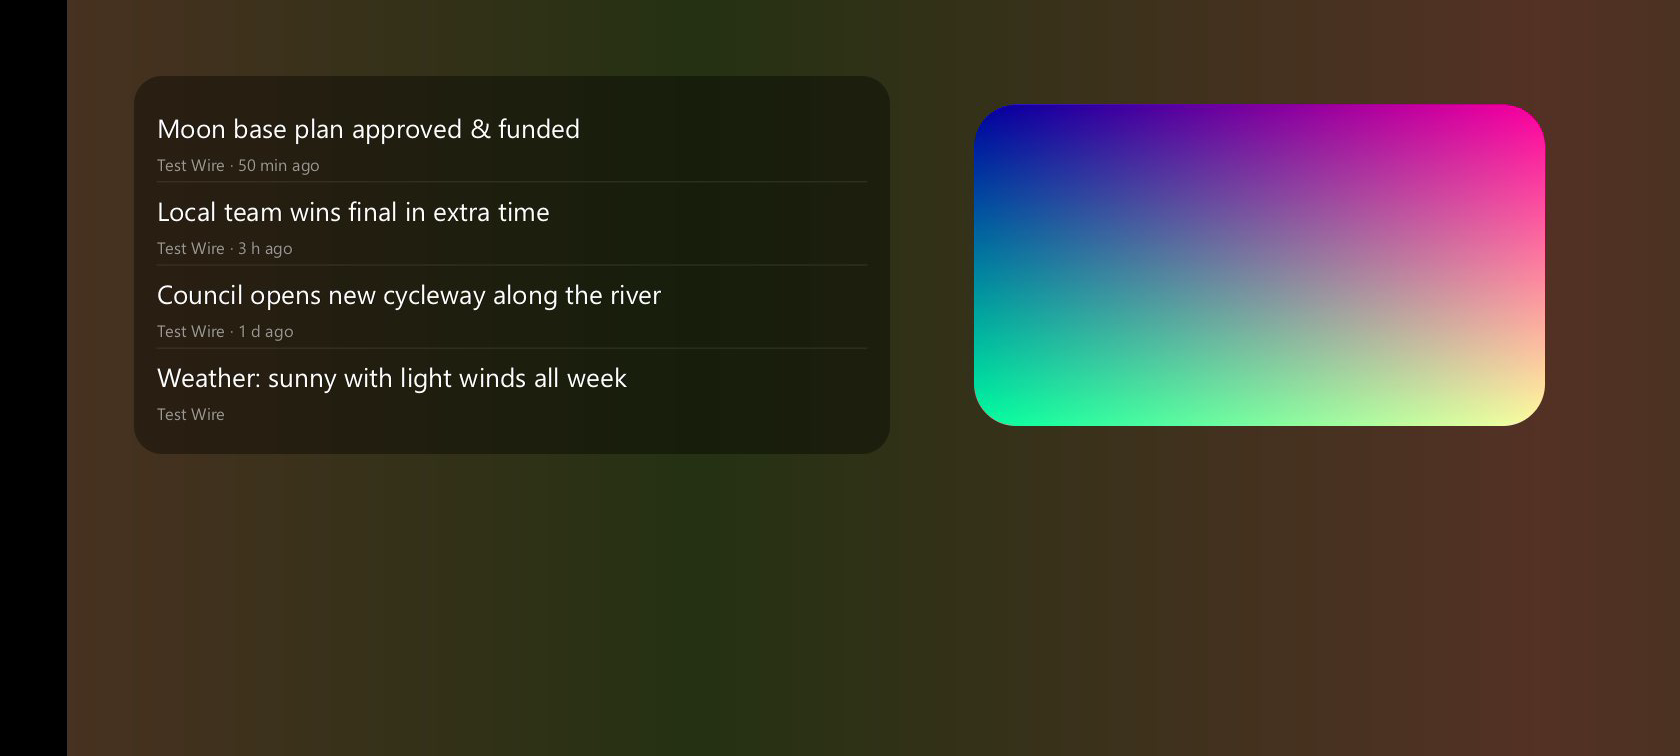 Moon base plan approved & funded
Test Wire · 50 min ago
Local team wins final in extra time
Test Wire · 3 h ago
Council opens new cycleway along the river
Test Wire · 1 d ago
Weather: sunny with light winds all week
Test Wire